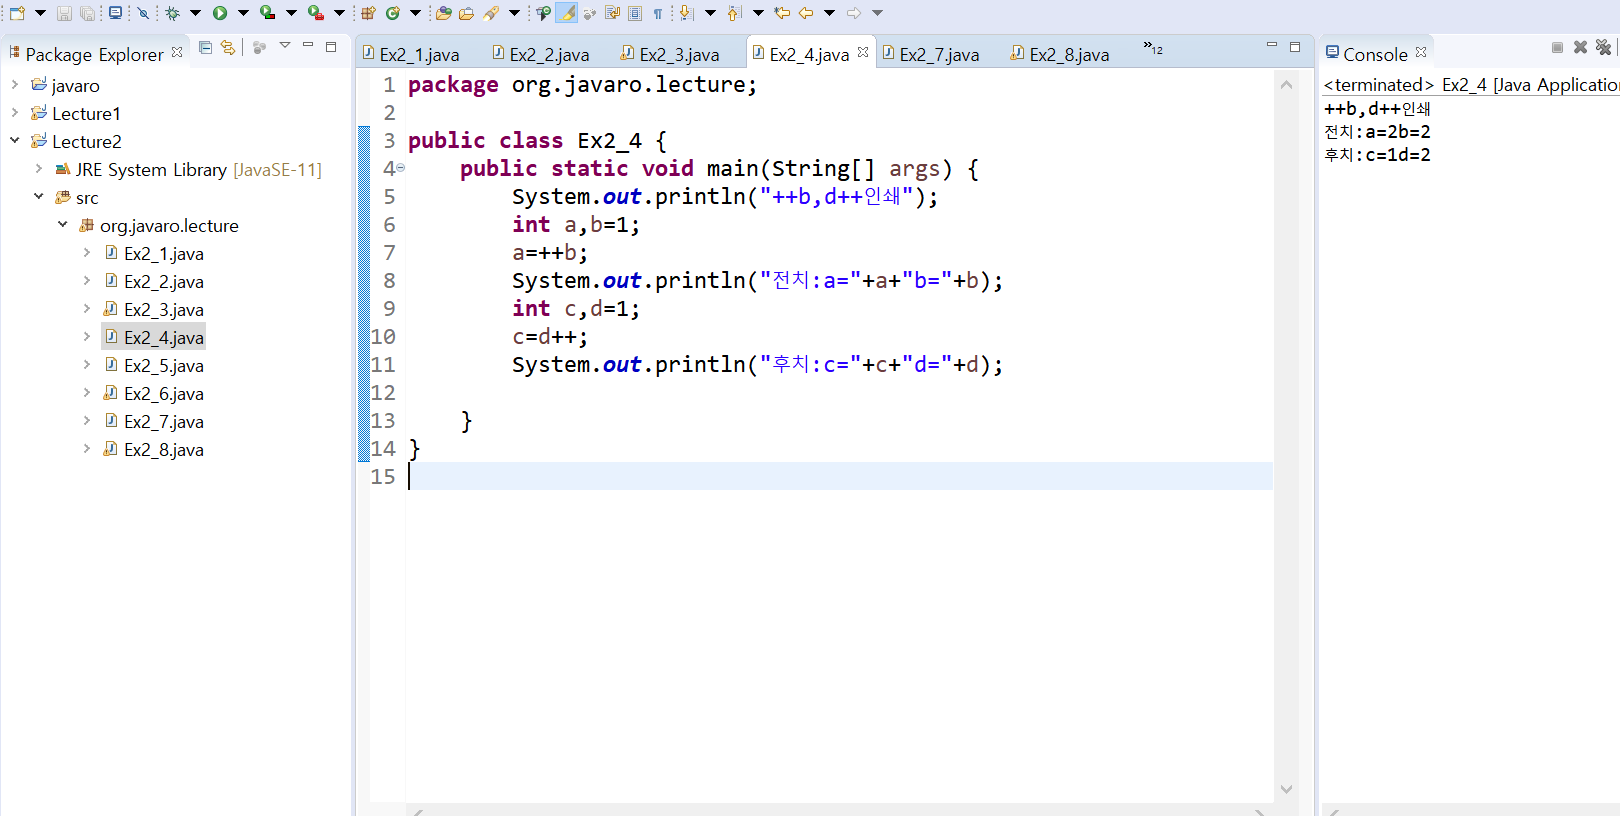 Package Explorer
javaro
Lecture1
Lecture2
JRE System Library [JavaSE-11]
src
org.javaro.lecture
Ex2_1.java
Ex2_2.java
Ex2_3.java
Ex2_4.java
Ex2_5.java
Ex2_6.java
Ex2_7.java
Ex2_8.java
Ex2_1.java Ex2_2.java Ex2_3.java Ex2_4.java Ex2_7.java Ex2_8.java »12
1 package org.javaro.lecture;
2
3 public class Ex2_4 {
4 public static void main(String[] args) {
5 System.out.println("++b,d++인쇄");
6 int a,b=1;
7 a=++b;
8 System.out.println("전치:a="+a+"b="+b);
9 int c,d=1;
10 c=d++;
11 System.out.println("후치:c="+c+"d="+d);
12
13 }
14 }
15
Console
<terminated> Ex2_4 [Java Applicatio
++b,d++인쇄
전치:a=2b=2
후치:c=1d=2